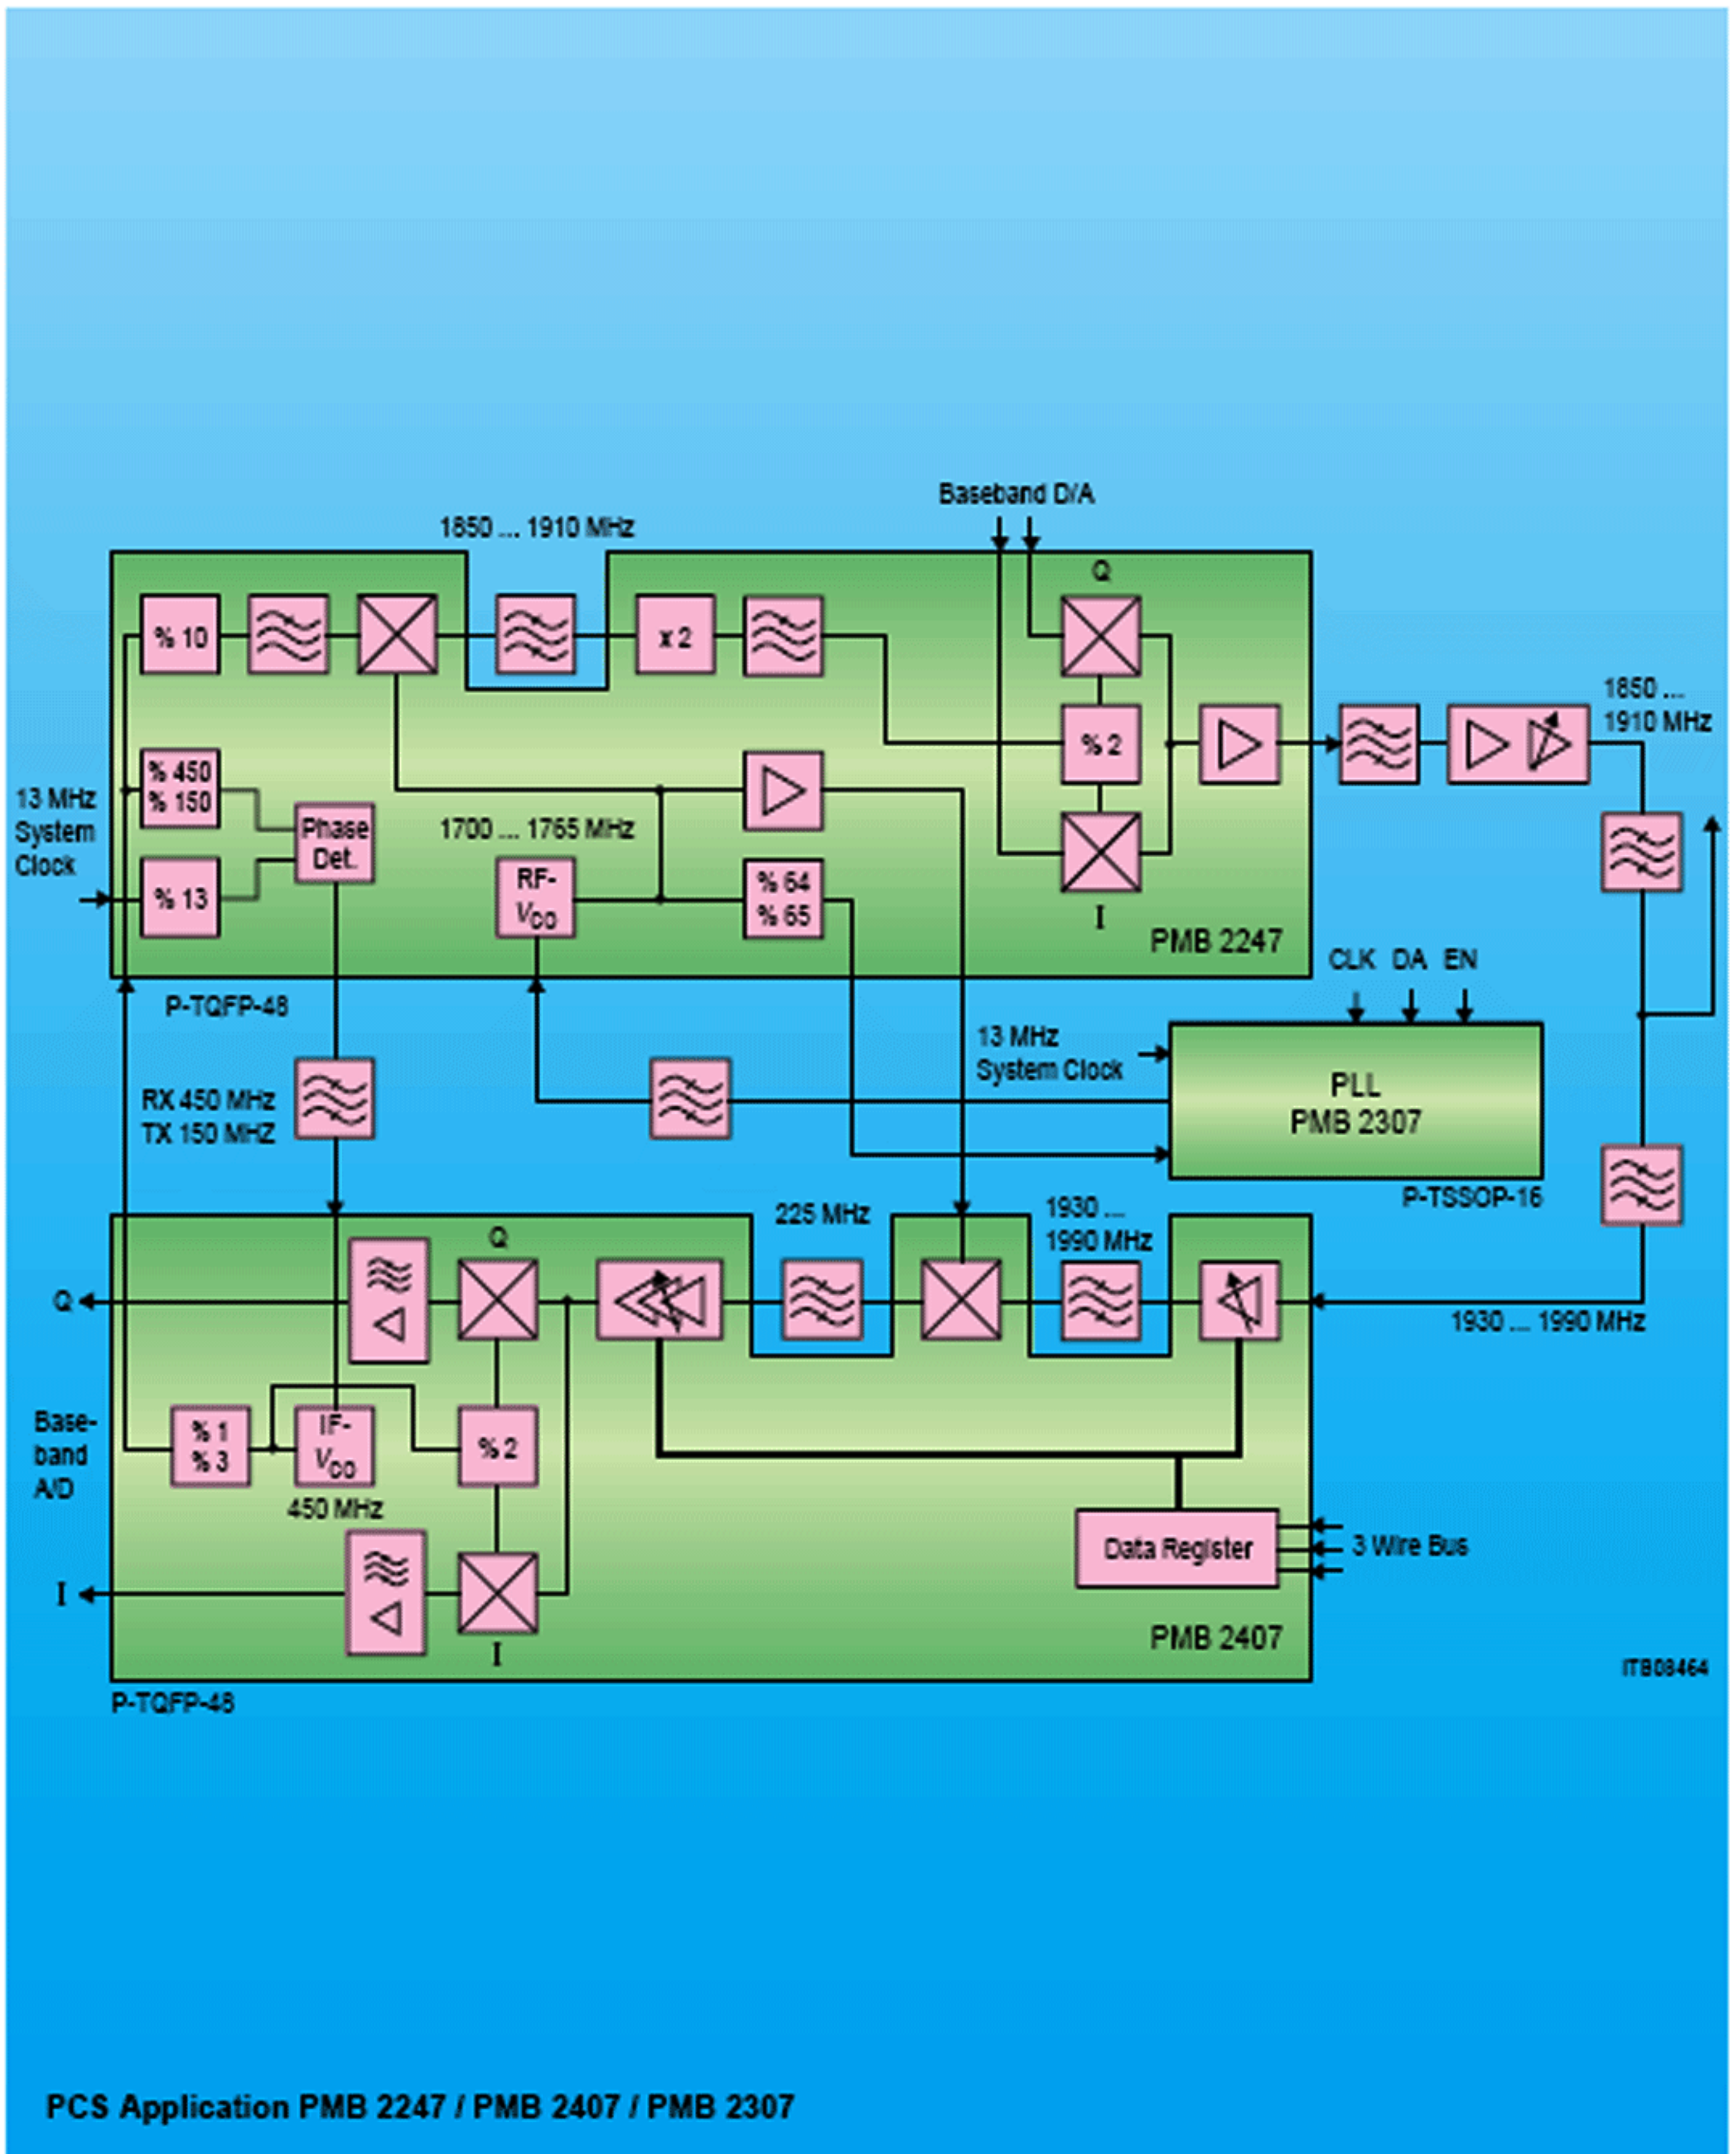 Baseband D/A
1850 ... 1910 MHz
Q
% 10
x 2
1850 ...
1910 MHz
% 2
% 450
% 150
13 MHz
System
Clock
Phase
Det.
1700 ... 1765 MHz
RF-
VCO
% 64
% 65
% 13
I
PMB 2247
CLK DA EN
P-TQFP-48
13 MHz
System Clock
PLL
PMB 2307
RX 450 MHz
TX 150 MHZ
P-TSSOP-16
225 MHz
1930 ...
1990 MHz
Q
Q
1930 ... 1990 MHz
Base-
band
A/D
% 1
% 3
IF-
VCO
% 2
450 MHz
Data Register
3 Wire Bus
I
I
PMB 2407
ITB08464
P-TQFP-48
PCS Application PMB 2247 / PMB 2407 / PMB 2307